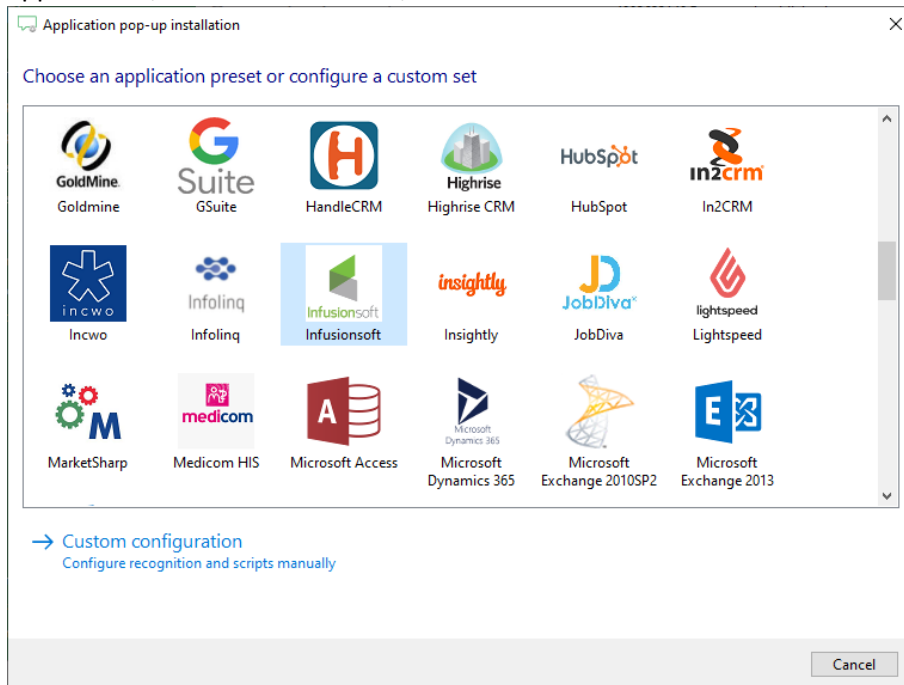 Application pop-up installation
Choose an application preset or configure a custom set
GoldMine.
Suite
Highrise
HubSpot
in2crm
Goldmine
GSuite
HandleCRM
Highrise CRM
HubSpot
In2CRM
incwo
Infolinq
Infusionsoft
insightly
JobDiva
lightspeed
Incwo
Infolinq
Infusionsoft
Insightly
JobDiva
Lightspeed
M
medicom
A
Microsoft
Dynamics 365
E
MarketSharp
Medicom HIS
Microsoft Access
Microsoft
Dynamics 365
Microsoft
Exchange 2010SP2
Microsoft
Exchange 2013
Custom configuration
Configure recognition and scripts manually
Cancel